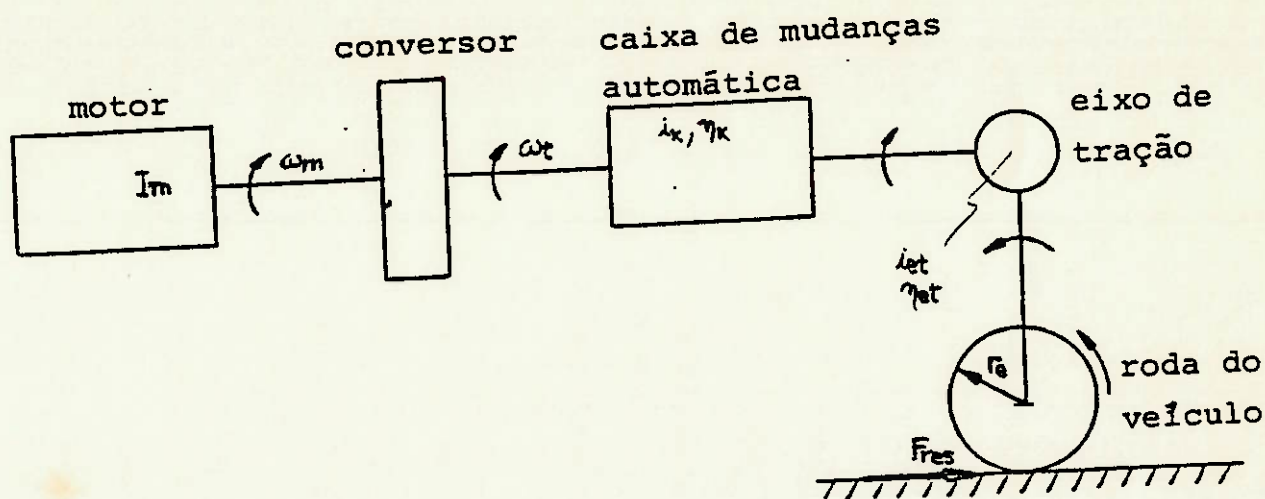 motor
Im
ωm
conversor
ωt
caixa de mudanças
automática
iκ, ηκ
eixo de
tração
iet
ηet
re
roda do
veículo
Fres